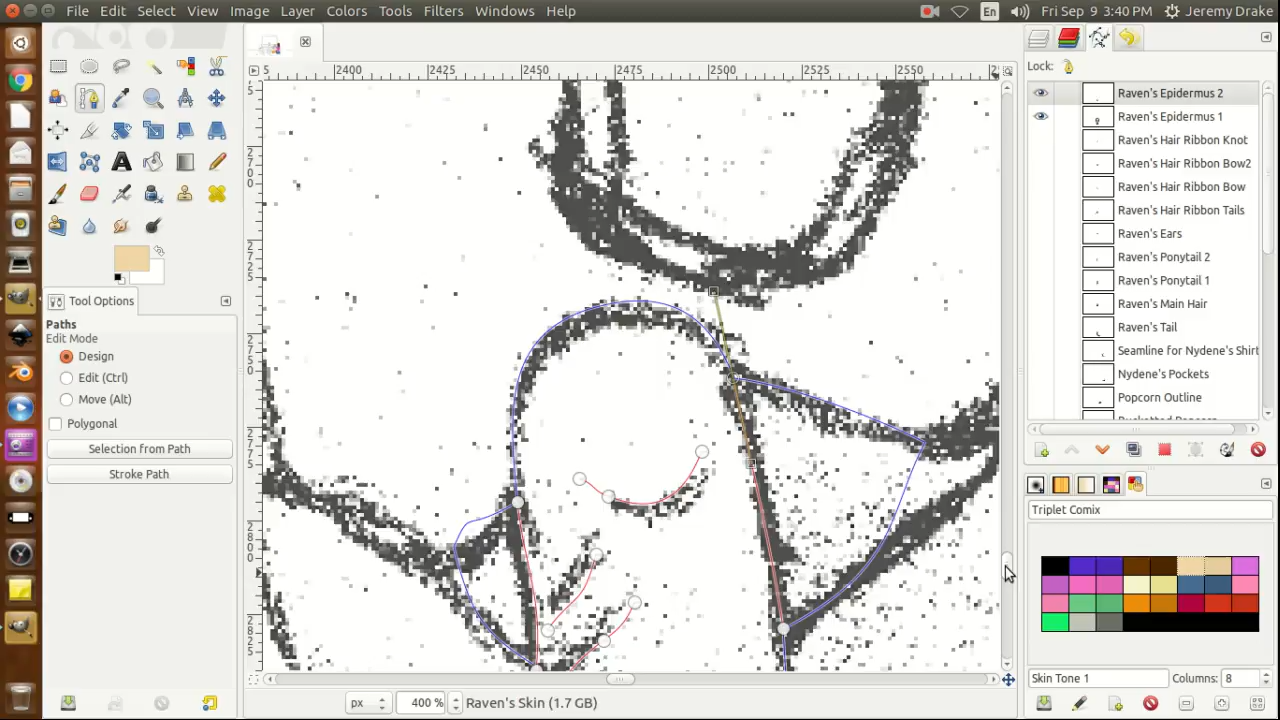 File Edit Select View Image Layer Colors Tools Filters Windows Help
En Fri Sep 9 3:40 PM Jeremy Drake
2400 2425 2450 2475 2500 2525 2550
Lock:
Raven's Epidermus 2
Raven's Epidermus 1
Raven's Hair Ribbon Knot
Raven's Hair Ribbon Bow2
Raven's Hair Ribbon Bow
Raven's Hair Ribbon Tails
Raven's Ears
Raven's Ponytail 2
Raven's Ponytail 1
Raven's Main Hair
Raven's Tail
Seamline for Nydene's Shirt
Nydene's Pockets
Popcorn Outline
Tool Options
Paths
Edit Mode
Design
Edit (Ctrl)
Move (Alt)
Polygonal
Selection from Path
Stroke Path
Triplet Comix
Skin Tone 1 Columns: 8
px 400 % Raven's Skin (1.7 GB)